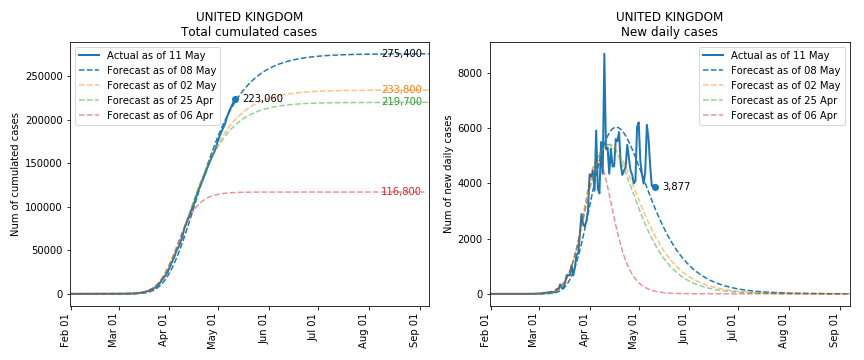 UNITED KINGDOM
Total cumulated cases
Num of cumulated cases
250000
200000
150000
100000
50000
0
Actual as of 11 May
Forecast as of 08 May
Forecast as of 02 May
Forecast as of 25 Apr
Forecast as of 06 Apr
275,400
233,800
223,060
219,700
116,800
Feb 01
Mar 01
Apr 01
May 01
Jun 01
Jul 01
Aug 01
Sep 01
UNITED KINGDOM
New daily cases
Num of new daily cases
8000
6000
4000
2000
0
Actual as of 11 May
Forecast as of 08 May
Forecast as of 02 May
Forecast as of 25 Apr
Forecast as of 06 Apr
3,877
Feb 01
Mar 01
Apr 01
May 01
Jun 01
Jul 01
Aug 01
Sep 01